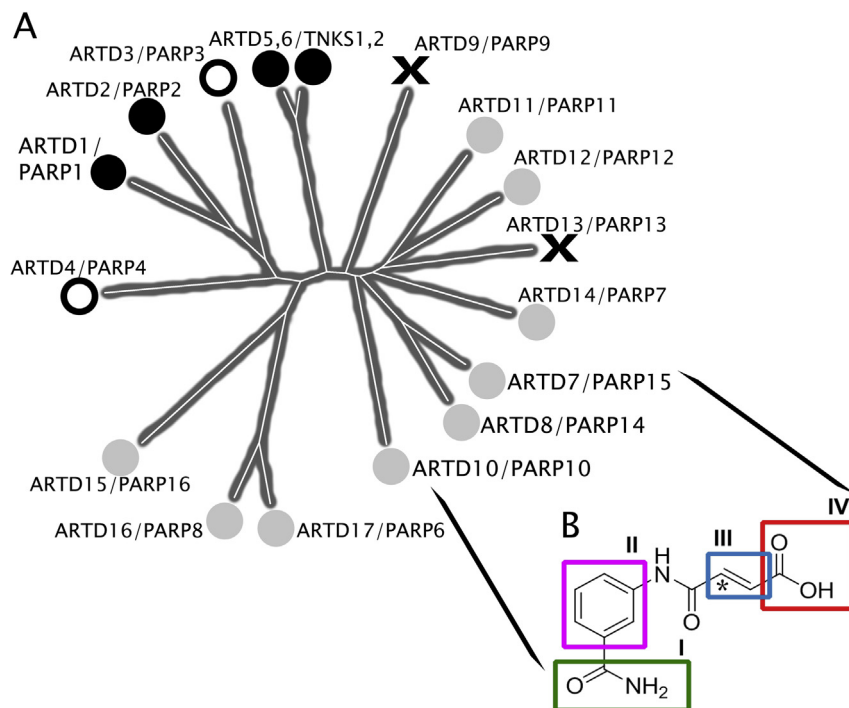 A
ARTD3/PARP3
ARTD5,6/TNKS1,2
ARTD9/PARP9
ARTD2/PARP2
ARTD11/PARP11
ARTD1/
PARP1
ARTD12/PARP12
ARTD13/PARP13
ARTD4/PARP4
ARTD14/PARP7
ARTD7/PARP15
ARTD8/PARP14
ARTD15/PARP16
ARTD10/PARP10
ARTD16/PARP8
ARTD17/PARP6
B
II
III
IV
H
N
O
*
OH
O
I
O
NH₂